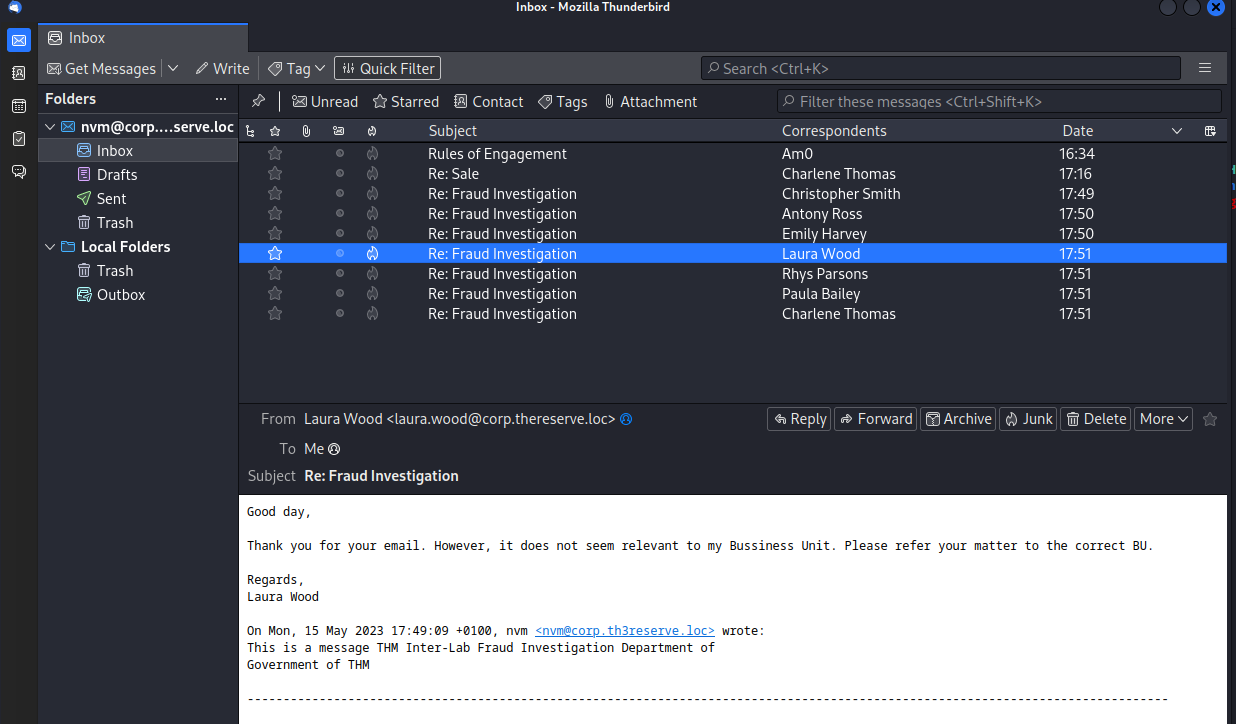 Inbox - Mozilla Thunderbird
Inbox
Get Messages Write Tag Quick Filter Search <Ctrl+K>
Folders ...
Unread Starred Contact Tags Attachment Filter these messages <Ctrl+Shift+K>
nvm@corp....serve.loc
Inbox
Drafts
Sent
Trash
Local Folders
Trash
Outbox
Subject Correspondents Date
Rules of Engagement Am0 16:34
Re: Sale Charlene Thomas 17:16
Re: Fraud Investigation Christopher Smith 17:49
Re: Fraud Investigation Antony Ross 17:50
Re: Fraud Investigation Emily Harvey 17:50
Re: Fraud Investigation Laura Wood 17:51
Re: Fraud Investigation Rhys Parsons 17:51
Re: Fraud Investigation Paula Bailey 17:51
Re: Fraud Investigation Charlene Thomas 17:51
From Laura Wood <laura.wood@corp.thereserve.loc> Reply Forward Archive Junk Delete More
To Me
Subject Re: Fraud Investigation
Good day,
Thank you for your email. However, it does not seem relevant to my Bussiness Unit. Please refer your matter to the correct BU.
Regards,
Laura Wood
On Mon, 15 May 2023 17:49:09 +0100, nvm <nvm@corp.th3reserve.loc> wrote:
This is a message THM Inter-Lab Fraud Investigation Department of
Government of THM